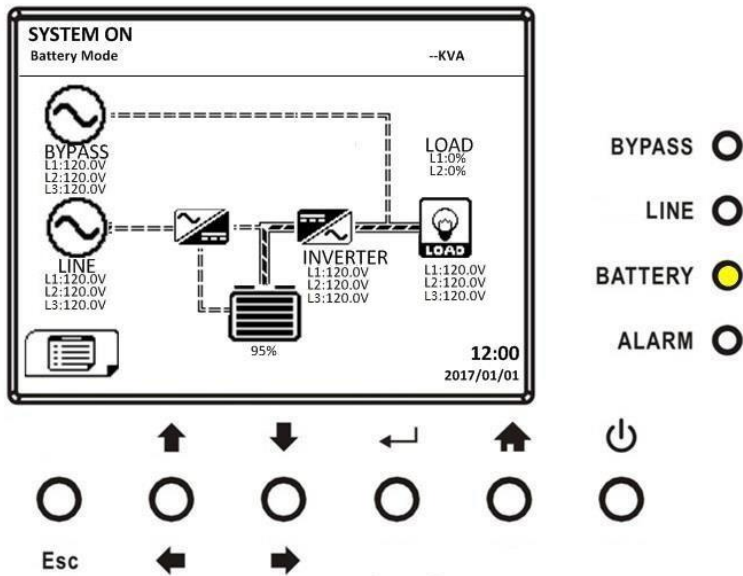 SYSTEM ON
Battery Mode
--KVA
BYPASS
L1:120.0V
L2:120.0V
L3:120.0V
LOAD
L1:0%
L2:0%
LINE
L1:120.0V
L2:120.0V
L3:120.0V
INVERTER
L1:120.0V
L2:120.0V
L3:120.0V
LOAD
L1:120.0V
L2:120.0V
L3:120.0V
95%
12:00
2017/01/01
BYPASS
LINE
BATTERY
ALARM
Esc